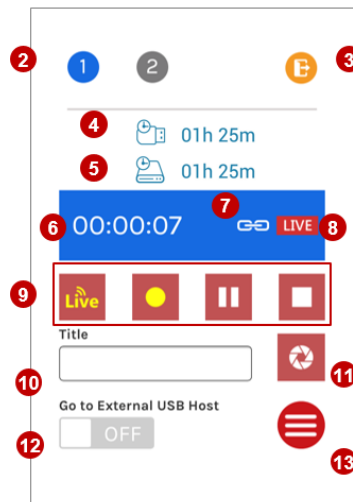 2 1 2 3
4 01h 25m
5 01h 25m
7
6 00:00:07 LIVE 8
9 Live
Title
10 11
Go to External USB Host
12 OFF
13